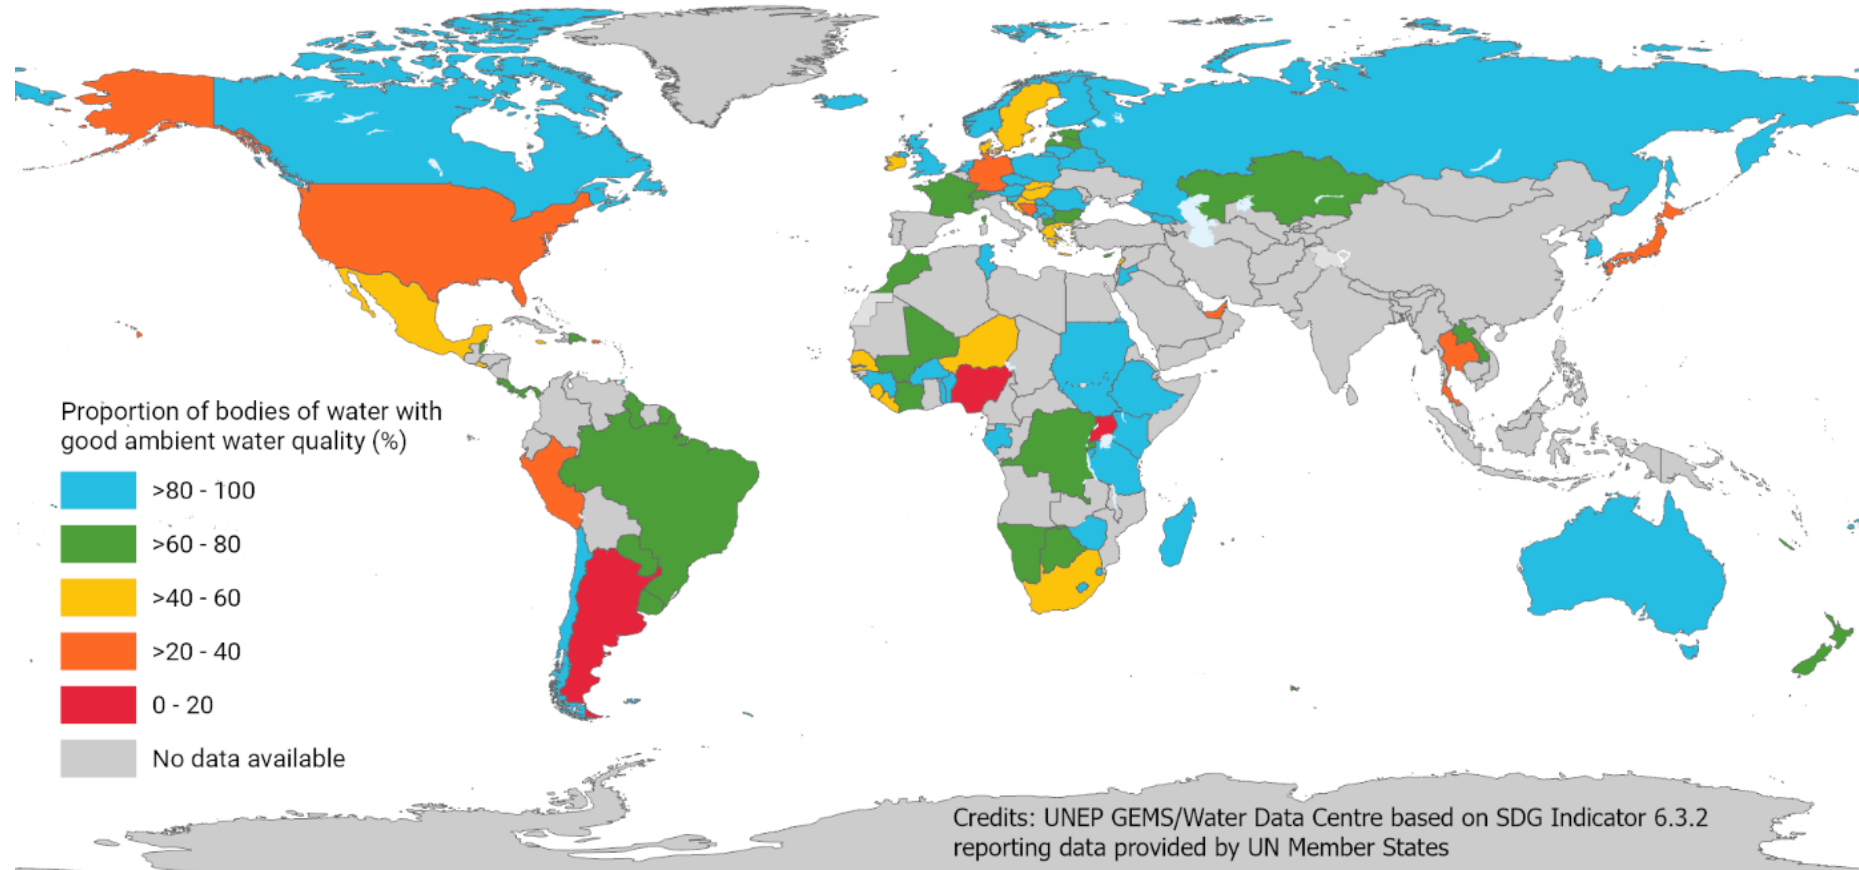 Proportion of bodies of water with
good ambient water quality (%)
>80 - 100
>60 - 80
>40 - 60
>20 - 40
0 - 20
No data available
Credits: UNEP GEMS/Water Data Centre based on SDG Indicator 6.3.2
reporting data provided by UN Member States